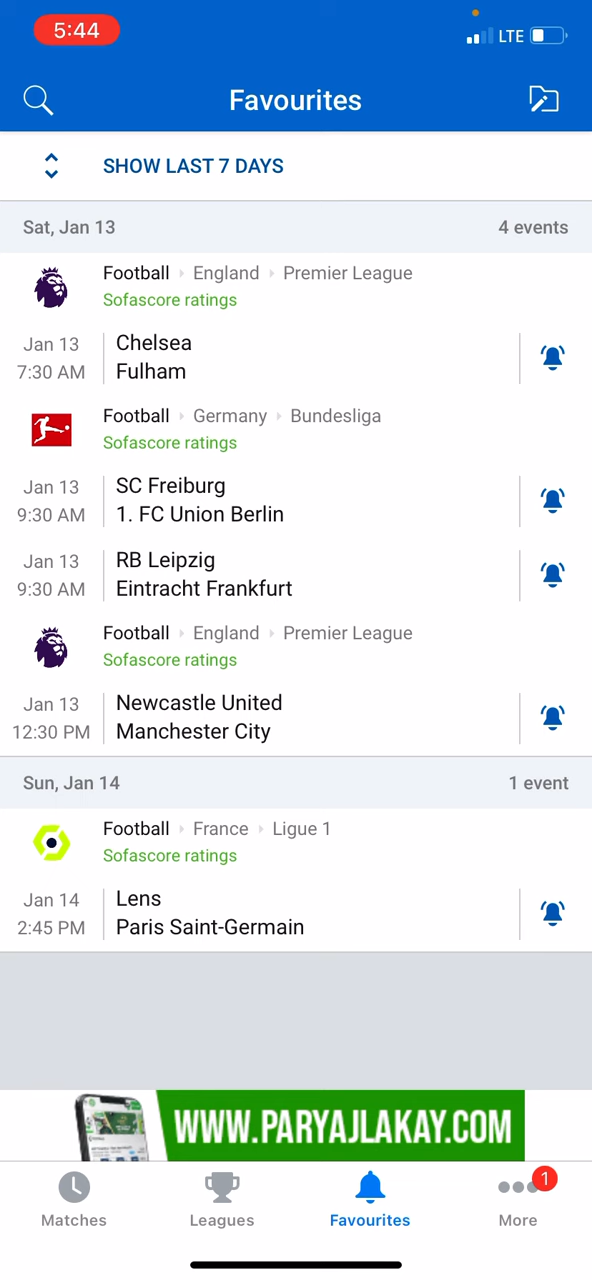 5:44
LTE
Favourites
SHOW LAST 7 DAYS
Sat, Jan 13 4 events
Football England Premier League
Sofascore ratings
Jan 13 Chelsea
7:30 AM Fulham
Football Germany Bundesliga
Sofascore ratings
Jan 13 SC Freiburg
9:30 AM 1. FC Union Berlin
Jan 13 RB Leipzig
9:30 AM Eintracht Frankfurt
Football England Premier League
Sofascore ratings
Jan 13 Newcastle United
12:30 PM Manchester City
Sun, Jan 14 1 event
Football France Ligue 1
Sofascore ratings
Jan 14 Lens
2:45 PM Paris Saint-Germain
WWW.PARYAJLAKAY.COM
1
Matches Leagues Favourites More